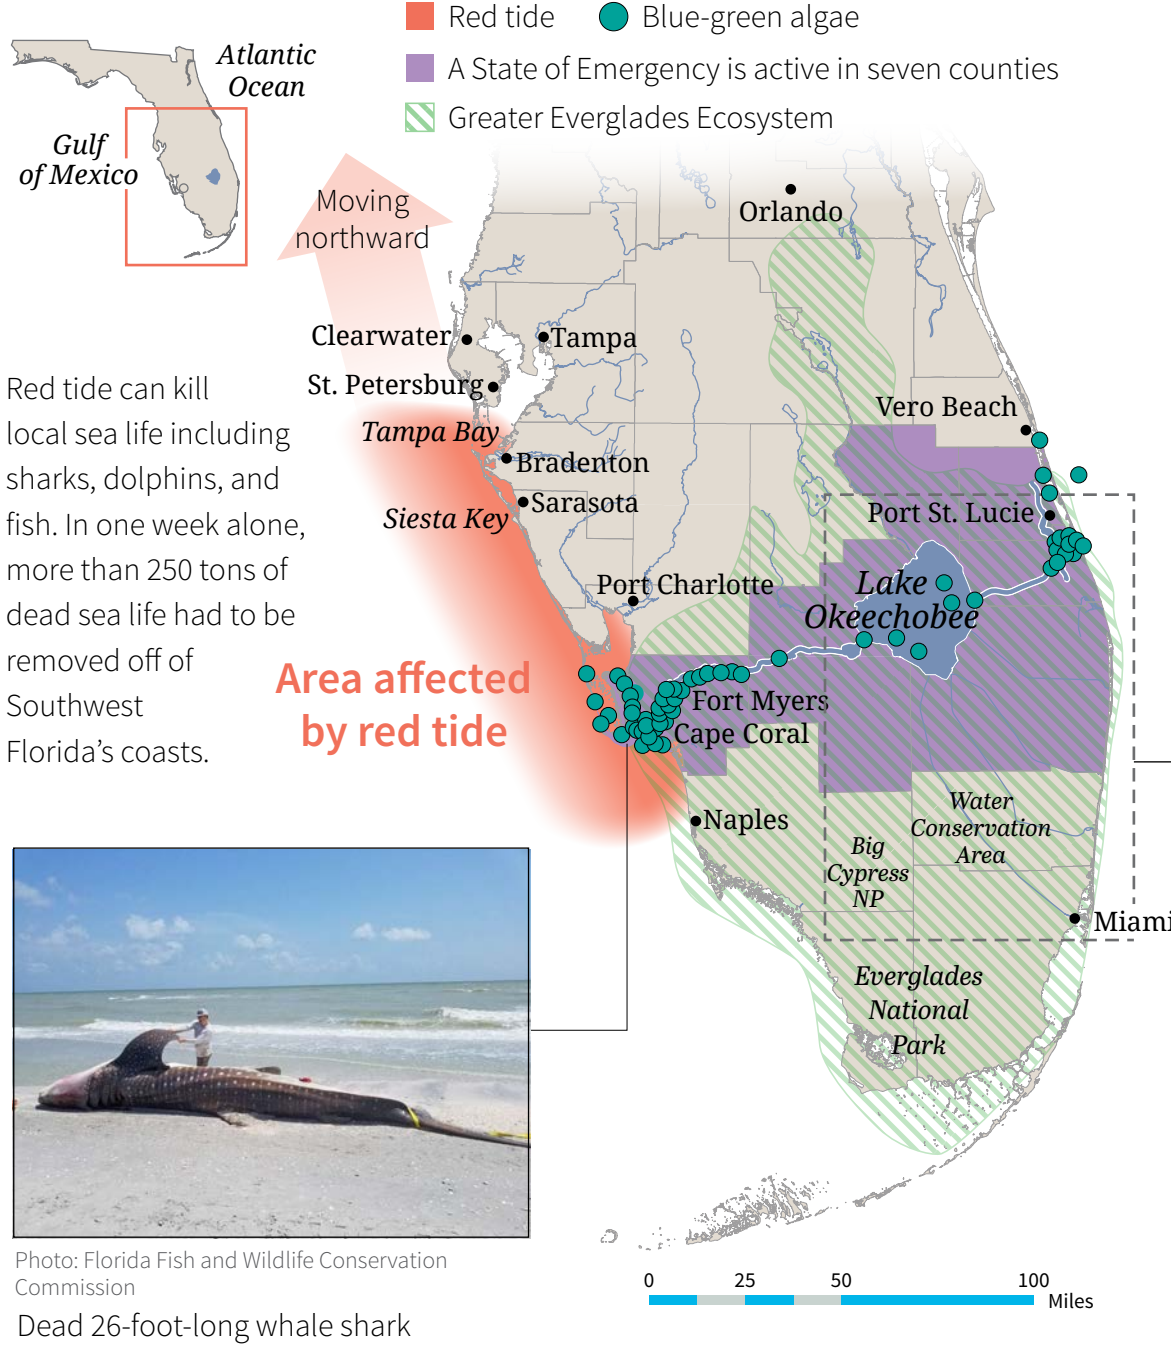 Red tide
Blue-green algae
A State of Emergency is active in seven counties
Greater Everglades Ecosystem
Atlantic
Ocean
Gulf
of Mexico
Moving
northward
Orlando
Clearwater
Tampa
St. Petersburg
Tampa Bay
Bradenton
Sarasota
Siesta Key
Vero Beach
Port St. Lucie
Port Charlotte
Lake
Okeechobee
Red tide can kill
local sea life including
sharks, dolphins, and
fish. In one week alone,
more than 250 tons of
dead sea life had to be
removed off of
Southwest
Florida’s coasts.
Area affected
by red tide
Fort Myers
Cape Coral
Naples
Water
Conservation
Area
Big
Cypress
NP
Miami
Everglades
National
Park
Photo: Florida Fish and Wildlife Conservation
Commission
Dead 26-foot-long whale shark
0 25 50 100
Miles